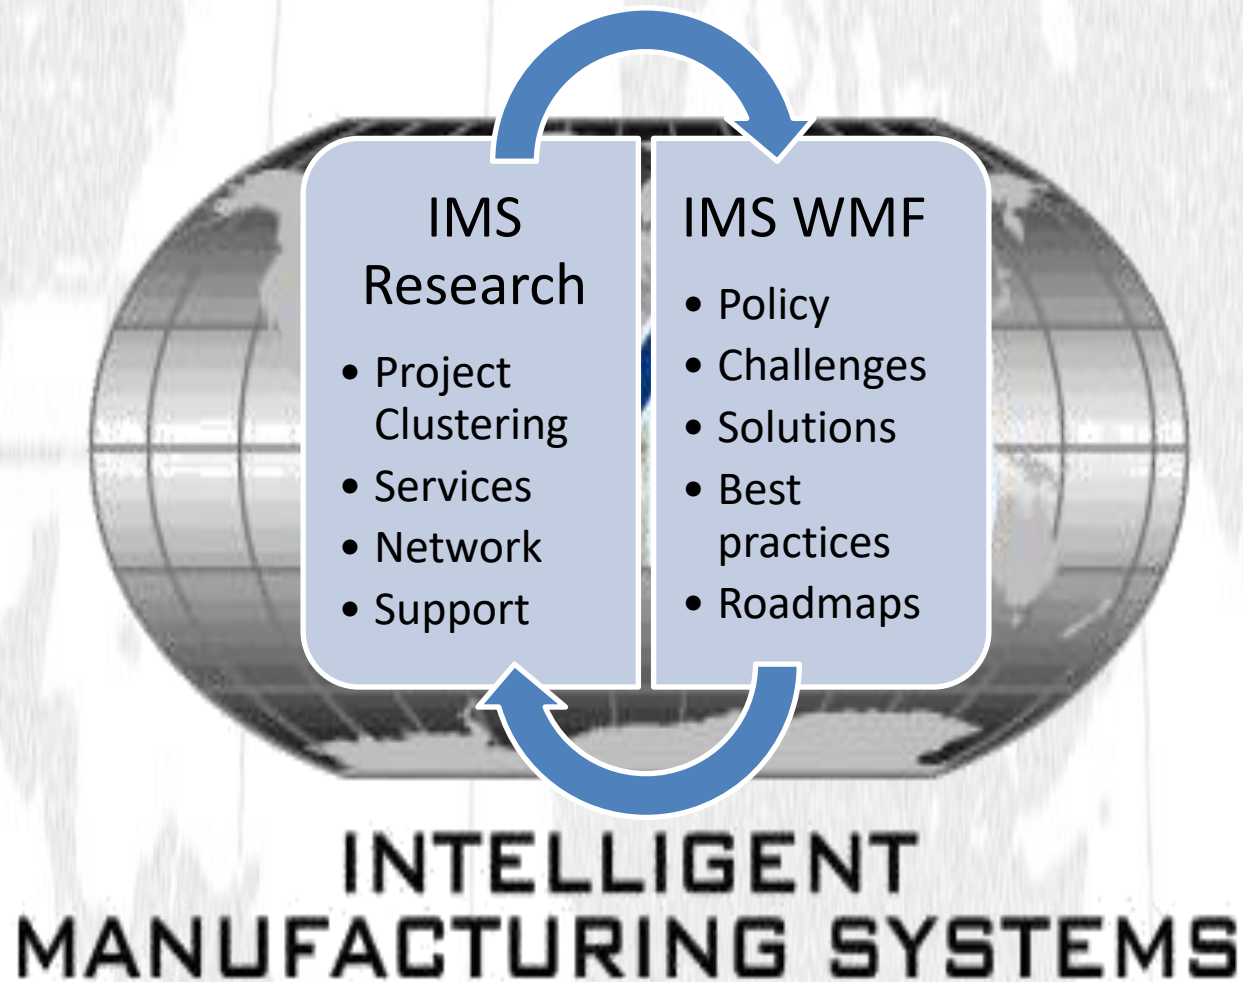 IMS
Research
• Project
Clustering
• Services
• Network
• Support
IMS WMF
• Policy
• Challenges
• Solutions
• Best
practices
• Roadmaps
INTELLIGENT
MANUFACTURING SYSTEMS